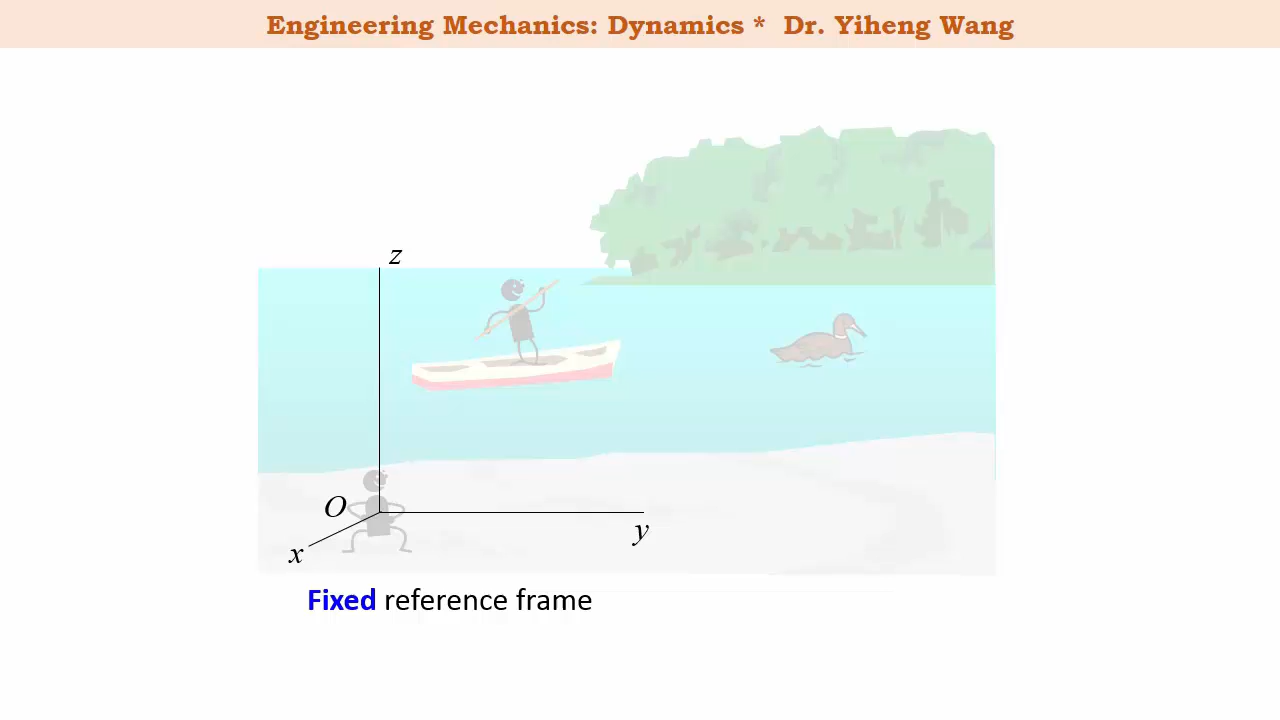 Engineering Mechanics: Dynamics * Dr. Yiheng Wang
z
O
y
x
Fixed reference frame